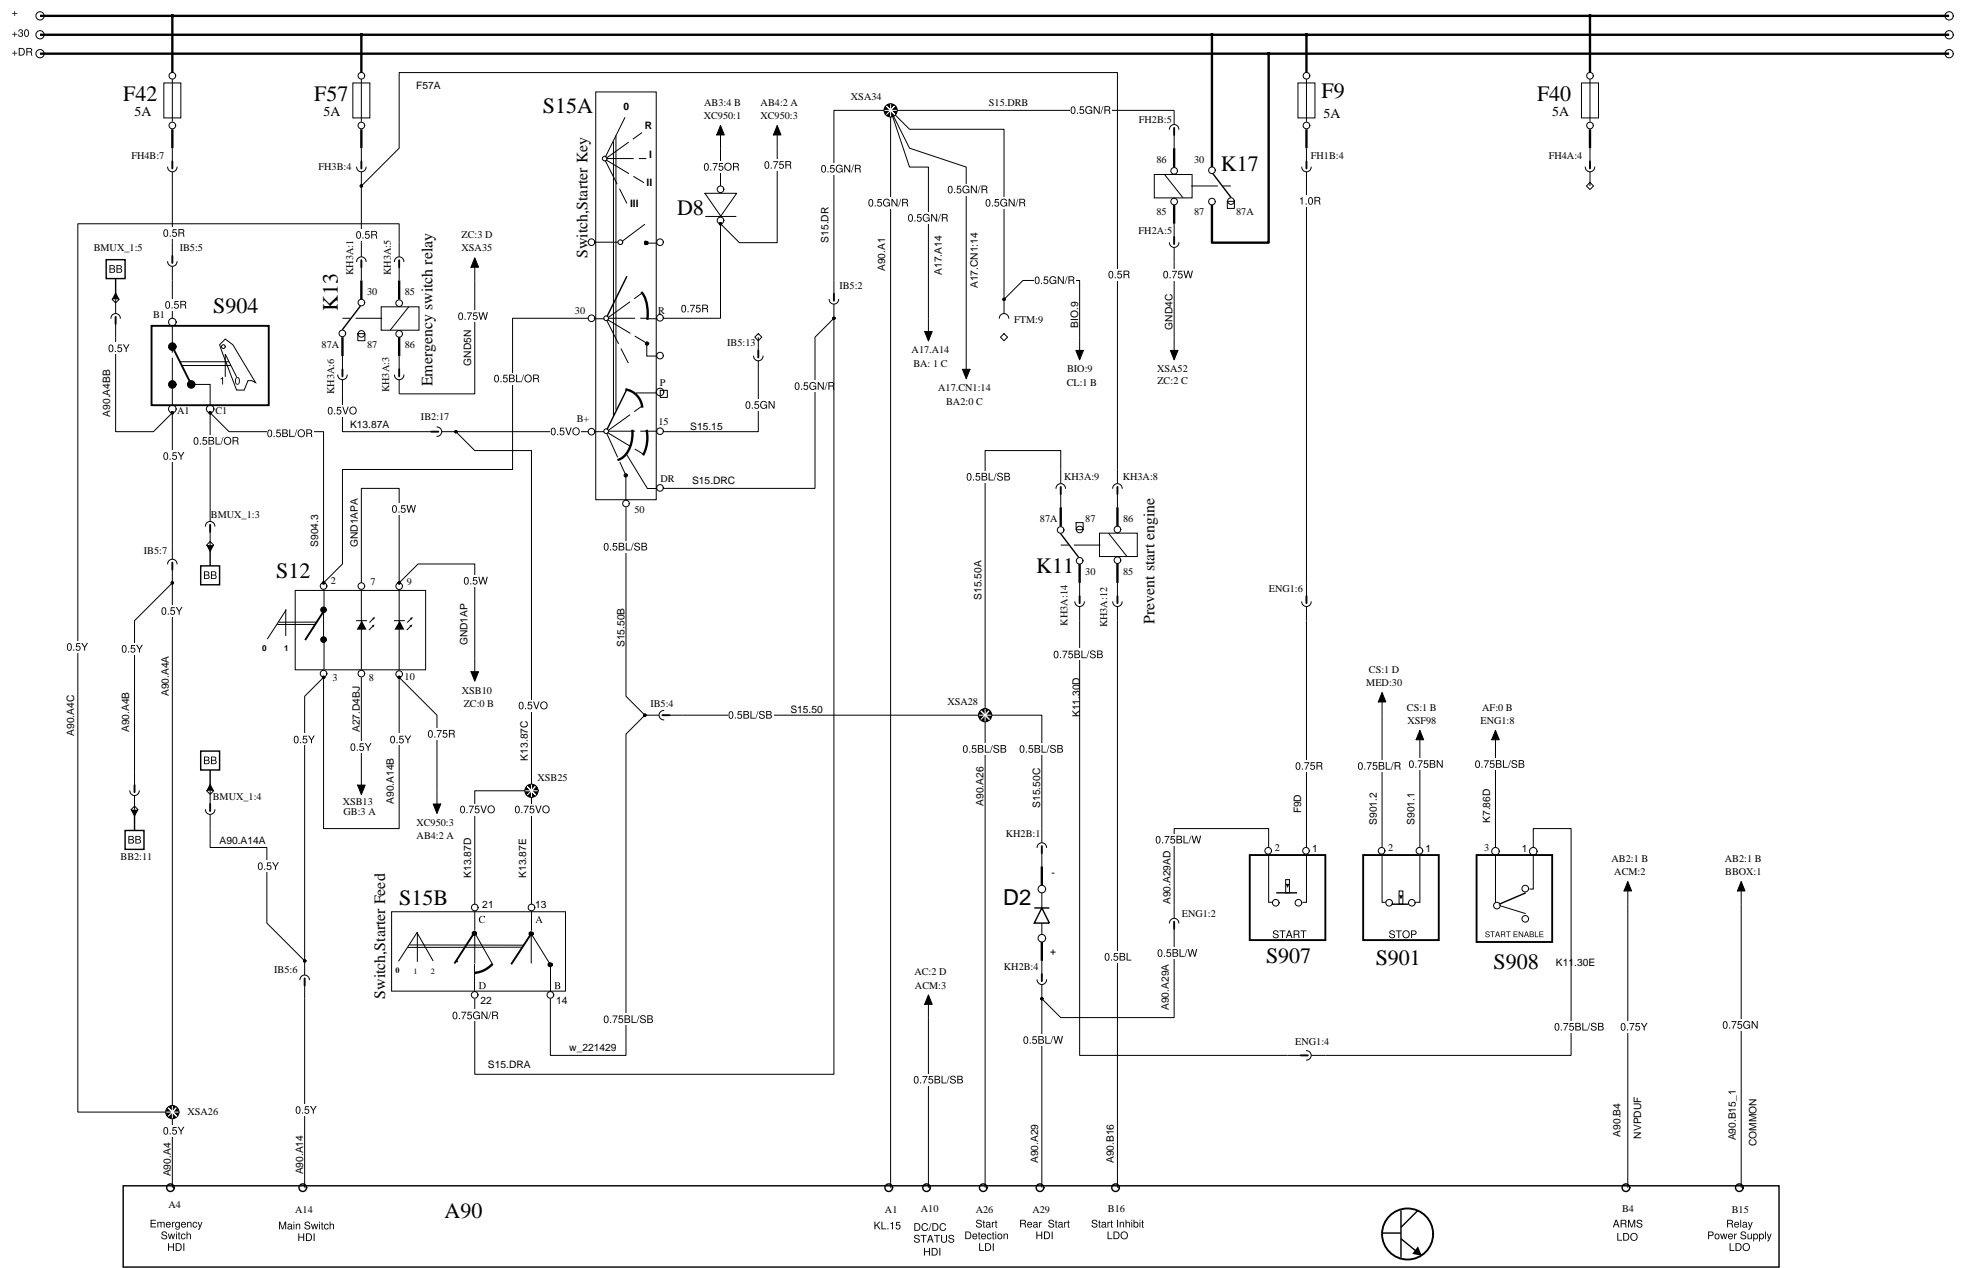 +
+30
+DR
F42
5A
F57
5A
F57A
S15A
0
R
I
II
III
Switch,Starter Key
AB3:4 B
XC950:1
AB4:2 A
XC950:3
0.75OR
0.75R
D8
XSA34
S15.DRB
0.5GN/R
FH2B:5
86
30
K17
85
87
87A
FH2A:5
F9
5A
FH1B:4
1.0R
F40
5A
FH4A:4
FH4B:7
FH3B:4
0.5GN/R
S15.DR
0.5GN/R
A90.A1
0.5GN/R
A17.A14
0.5GN/R
A17.CN1:14
0.5GN/R
0.5GN/R
BIO.9
FTM:9
BIO:9
CL:1 B
A17.A14
BA: 1 C
A17.CN1:14
BA2:0 C
0.75W
GND4C
XSA52
ZC:2 C
0.5R
0.5R
IB5:5
BMUX_1:5
BB
0.5R
B1
S904
0.5Y
A90.A4BB
1
0
A1
C1
0.5R
KH3A:1
KH3A:5
K13
30
85
87A
87
86
KH3A:6
KH3A:3
Emergency switch relay
ZC:3 D
XSA35
0.75W
GND5N
0.5VO
K13.87A
IB2:17
0.5BL/OR
30
R
0.75R
P
B+
0.5VO
15
S15.15
IB5:13
0.5GN
DR
S15.DRC
50
IB5:2
0.5GN/R
0.5BL/OR
0.5BL/OR
0.5Y
BMUX_1:3
BB
IB5:7
0.5Y
S904.3
GND1APA
0.5W
S12
2
7
9
0.5W
GND1AP
XSB10
ZC:0 B
0
1
3
8
10
0.5Y
A90.A4C
0.5Y
A90.A4B
A90.A4A
BB
BB2:11
BB
BMUX_1:4
A90.A14A
0.5Y
IB5:6
0.5Y
A27.D4BJ
0.5Y
XSB13
GB:3 A
0.5Y
A90.A14B
0.75R
XC950:3
AB4:2 A
0.5BL/SB
S15.50B
IB5:4
0.5BL/SB
S15.50
XSA28
0.5VO
K13.87C
XSB25
0.75VO
0.75VO
K13.87D
K13.87E
S15B
Switch,Starter Feed
21
13
C
A
0
1
2
D
B
22
14
0.75GN/R
w_221429
S15.DRA
0.75BL/SB
0.5BL/SB
S15.50A
KH3A:9
KH3A:8
87A
87
86
K11
30
85
KH3A:14
KH3A:12
Prevent start engine
0.75BL/SB
K11.30D
0.5BL/SB
A90.A26
0.5BL/SB
S15.50C
KH2B:1
-
D2
+
KH2B:4
0.5BL/W
0.5BL
0.75BL/W
A90.A29AD
ENG1:2
0.5BL/W
A90.A29A
ENG1:6
0.75R
F9D
2
1
START
S907
CS:1 D
MED:30
CS:1 B
XSF98
0.75BL/R
0.75BN
S901.2
S901.1
2
1
STOP
S901
AF:0 B
ENG1:8
0.75BL/SB
K7.86D
3
1
START ENABLE
S908
K11.30E
0.75BL/SB
ENG1:4
AB2:1 B
ACM:2
0.75Y
A90.B4
NVPDUF
AB2:1 B
BBOX:1
0.75GN
A90.B15_1
COMMON
AC:2 D
ACM:3
0.75BL/SB
XSA26
0.5Y
A90.A4
0.5Y
A90.A14
A90.A29
A90.B16
A90
A4
Emergency
Switch
HDI
A14
Main Switch
HDI
A1
KL.15
A10
DC/DC
STATUS
HDI
A26
Start
Detection
LDI
A29
Rear Start
HDI
B16
Start Inhibit
LDO
B4
ARMS
LDO
B15
Relay
Power Supply
LDO